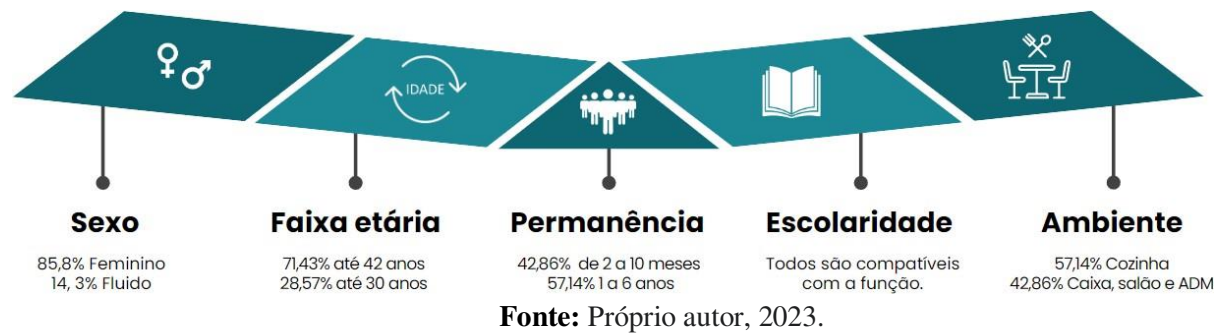 IDADE
Sexo
85,8% Feminino
14, 3% Fluido
Faixa etária
71,43% até 42 anos
28,57% até 30 anos
Permanência
42,86% de 2 a 10 meses
57,14% 1 a 6 anos
Escolaridade
Todos são compatíveis
com a função.
Ambiente
57,14% Cozinha
42,86% Caixa, salão e ADM
Fonte: Próprio autor, 2023.